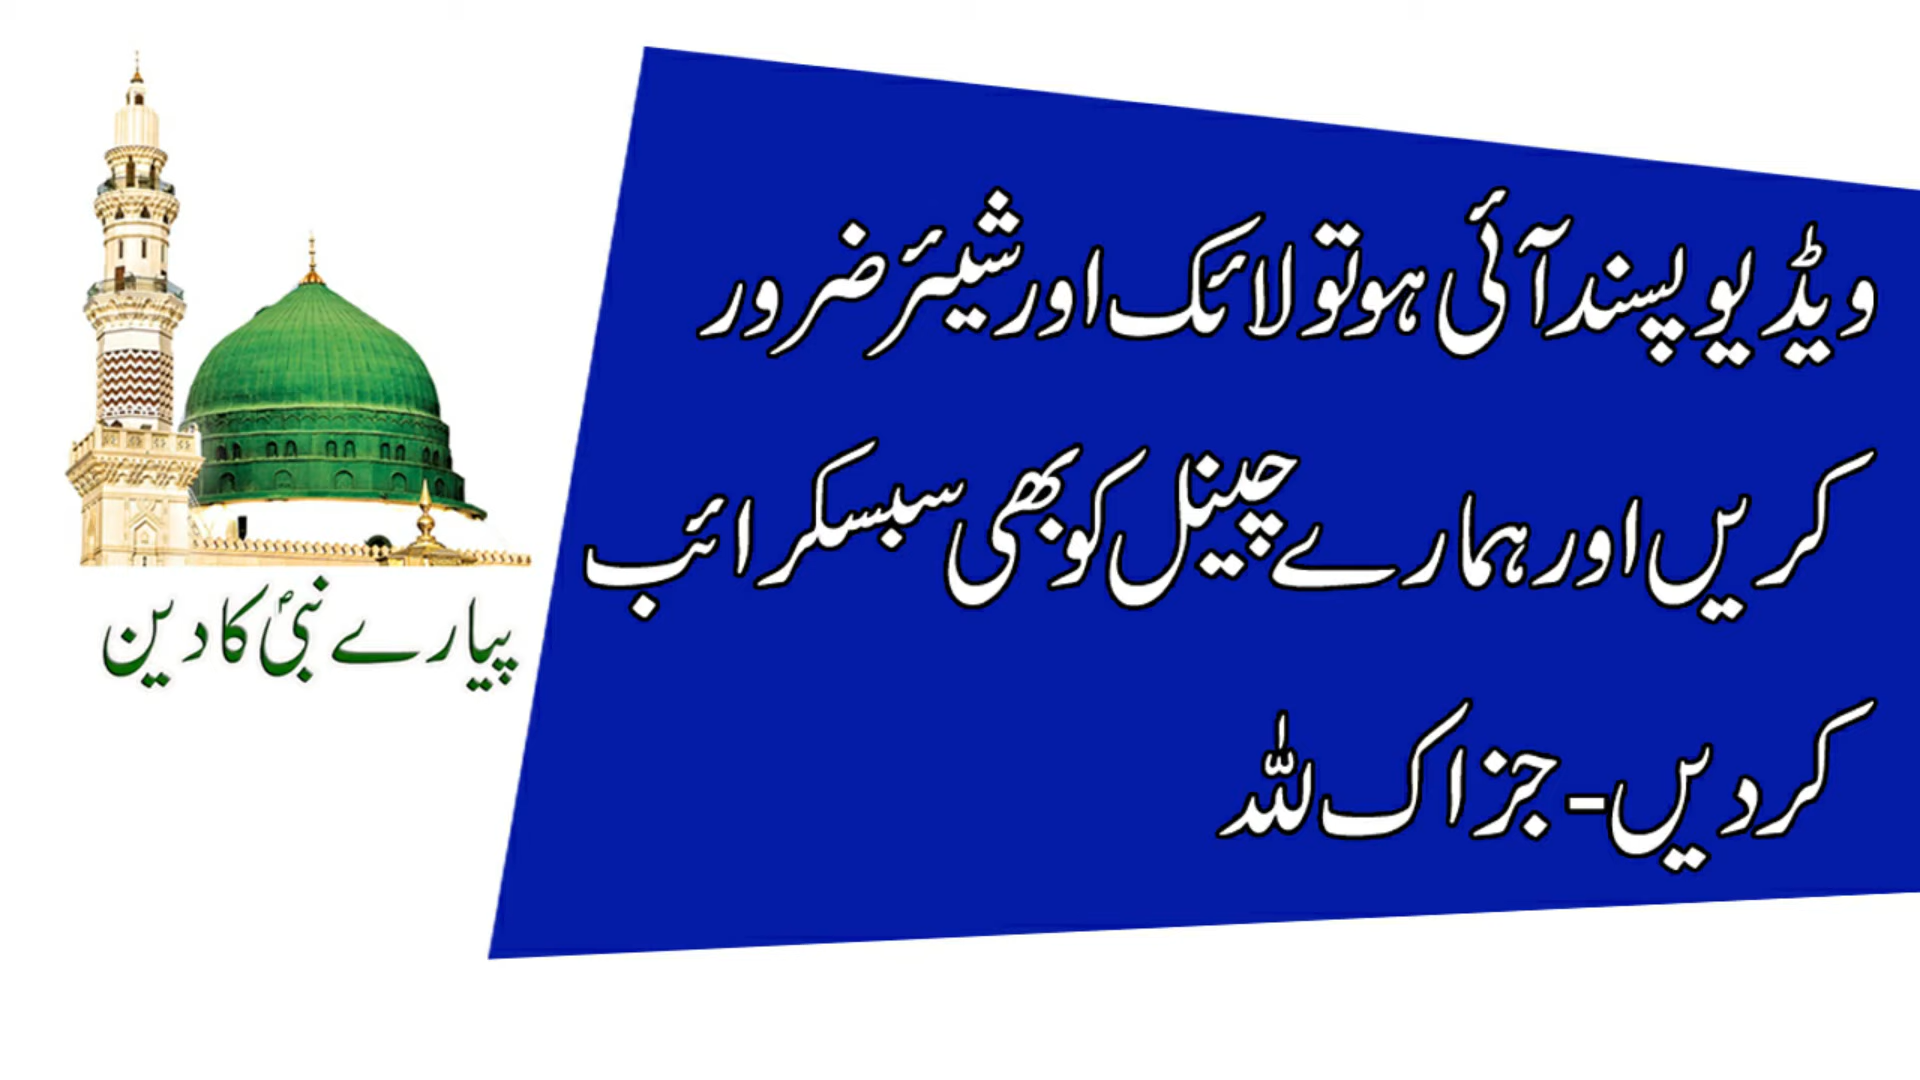 ویڈیو پسند آئی ہو تو لائک اور شیئر ضرور
کریں اور ہمارے چینل کو بھی سبسکرائب
کردیں - جزاک للہ
پیارے نبیؐ کا دین